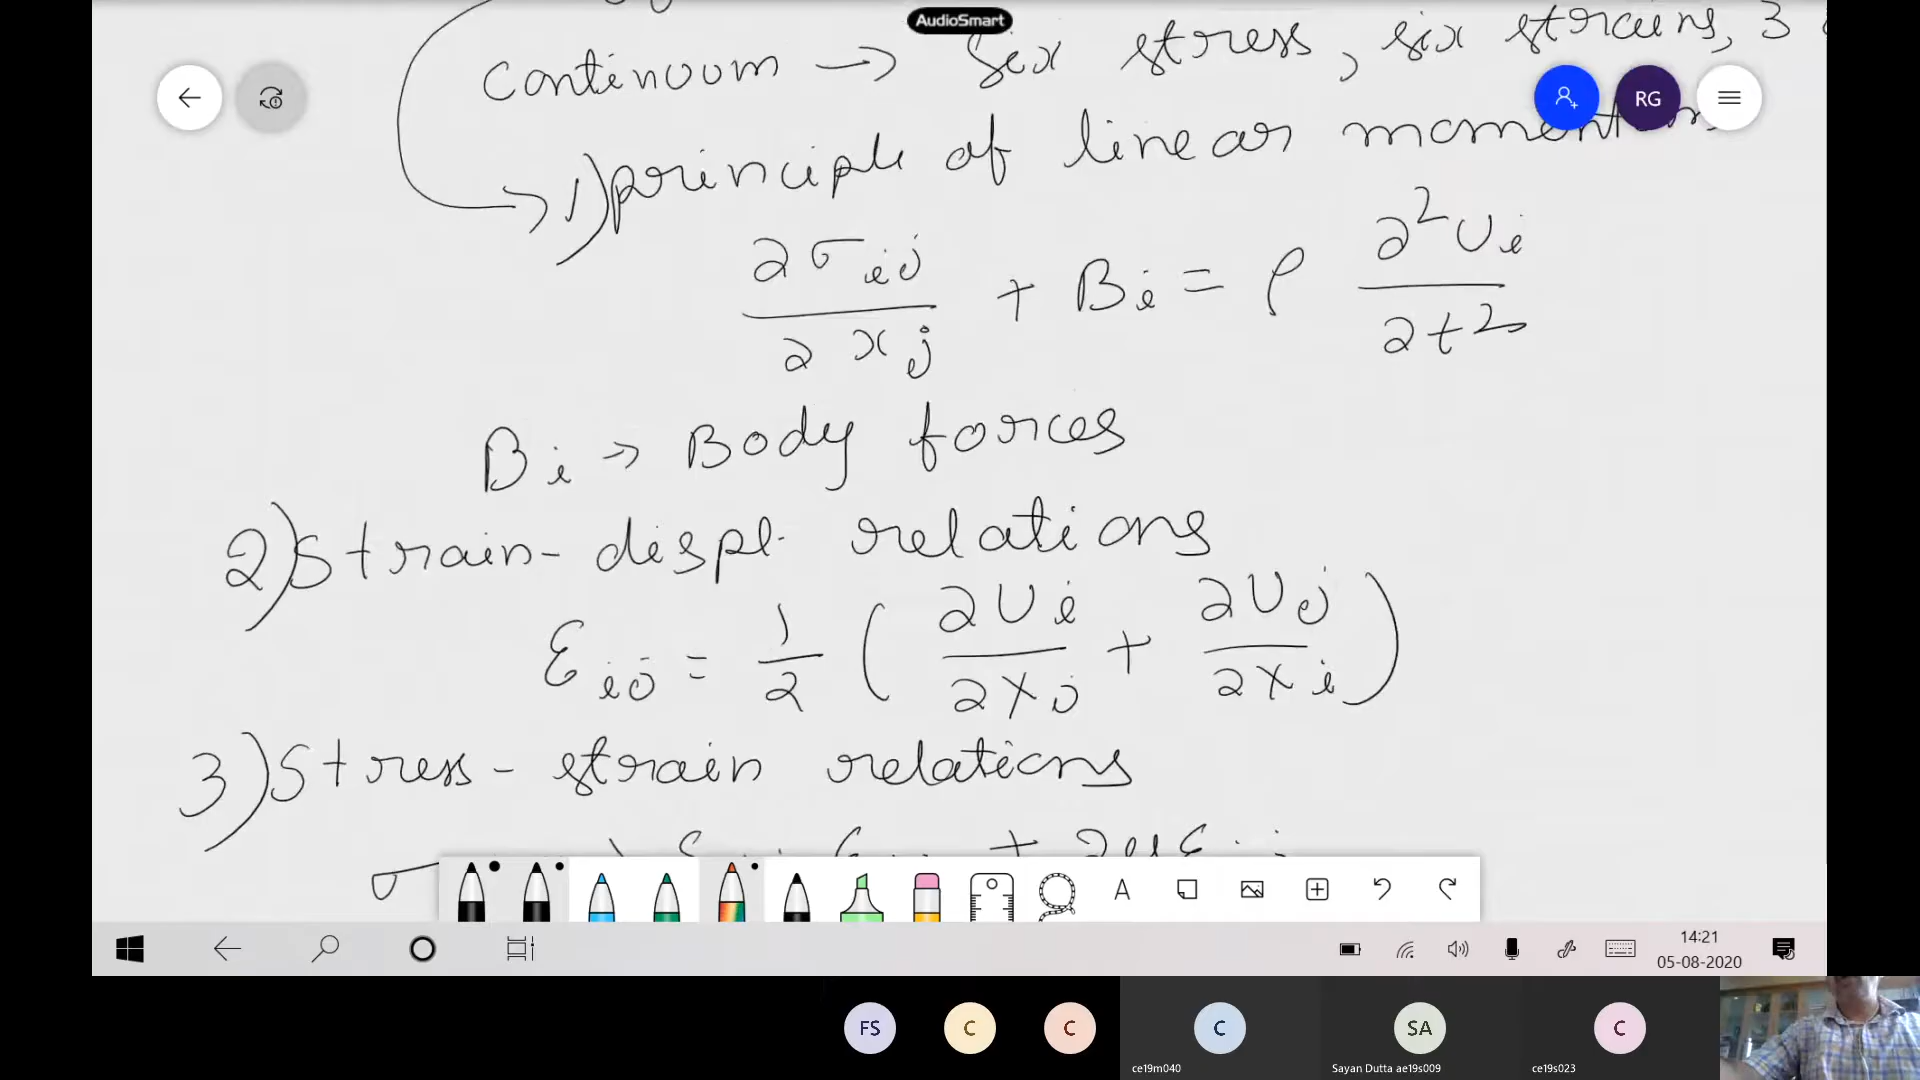 AudioSmart
Continuum → Six stress, six strains, 3
RG
→ 1) principle of linear momentum
∂σij/∂xj + Bi = ρ ∂²Ui/∂t²
Bi → Body forces
2) Strain-displ. relations
εij = 1/2 ( ∂Ui/∂Xj + ∂Uj/∂Xi )
3) Stress-strain relations
A
14:21
05-08-2020
FS C C C SA C
ce19m040 Sayan Dutta ae19s009 ce19s023